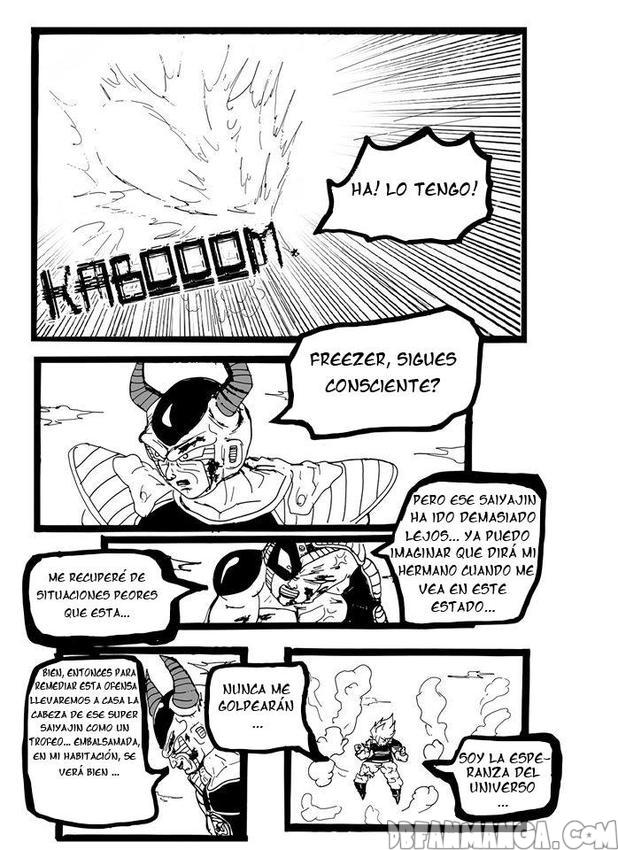 HA! LO TENGO!
KABOOOM.
FREEZER, SIGUES
CONSCIENTE?
PERO ESE SAIYAJIN
HA IDO DEMASIADO
LEJOS... YA PUEDO
IMAGINAR QUE DIRÁ MI
HERMANO CUANDO ME
VEA EN ESTE
ESTADO...
ME RECUPERÉ DE
SITUACIONES PEORES
QUE ESTA...
BIEN, ENTONCES PARA
REMEDIAR ESTA OFENSA
LLEVAREMOS A CASA LA
CABEZA DE ESE SUPER
SAIYAJIN COMO UN
TROFEO... EMBALSAMADA,
EN MI HABITACIÓN, SE
VERÁ BIEN ...
NUNCA ME
GOLPEARÁN
...
SOY LA ESPE-
RANZA DEL
UNIVERSO
...
DBFANMANGA.COM